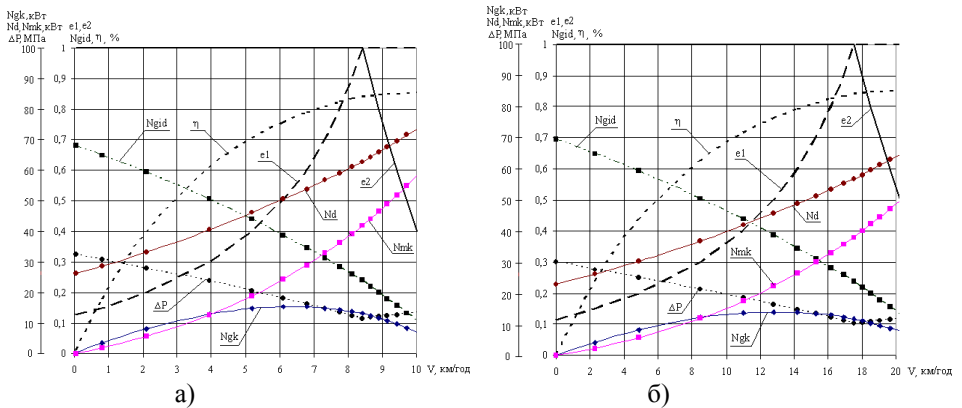 Ngk,кВт
Nd,Nmk,кВт e1,e2
ΔP,МПа Ngid,η,%
100 1
90 0,9
80 0,8
70 0,7
60 0,6
50 0,5
40 0,4
30 0,3
20 0,2
10 0,1
0 0
Ngid
η
e1
e2
Nd
Nmk
ΔP
Ngk
0 1 2 3 4 5 6 7 8 9 10
V, км/год
а)
Ngk,кВт
Nd,Nmk,кВт e1,e2
ΔP,МПа Ngid,η,%
100 1
90 0,9
80 0,8
70 0,7
60 0,6
50 0,5
40 0,4
30 0,3
20 0,2
10 0,1
0 0
Ngid
η
e1
e2
Nd
Nmk
ΔP
Ngk
0 2 4 6 8 10 12 14 16 18 20
V, км/год
б)